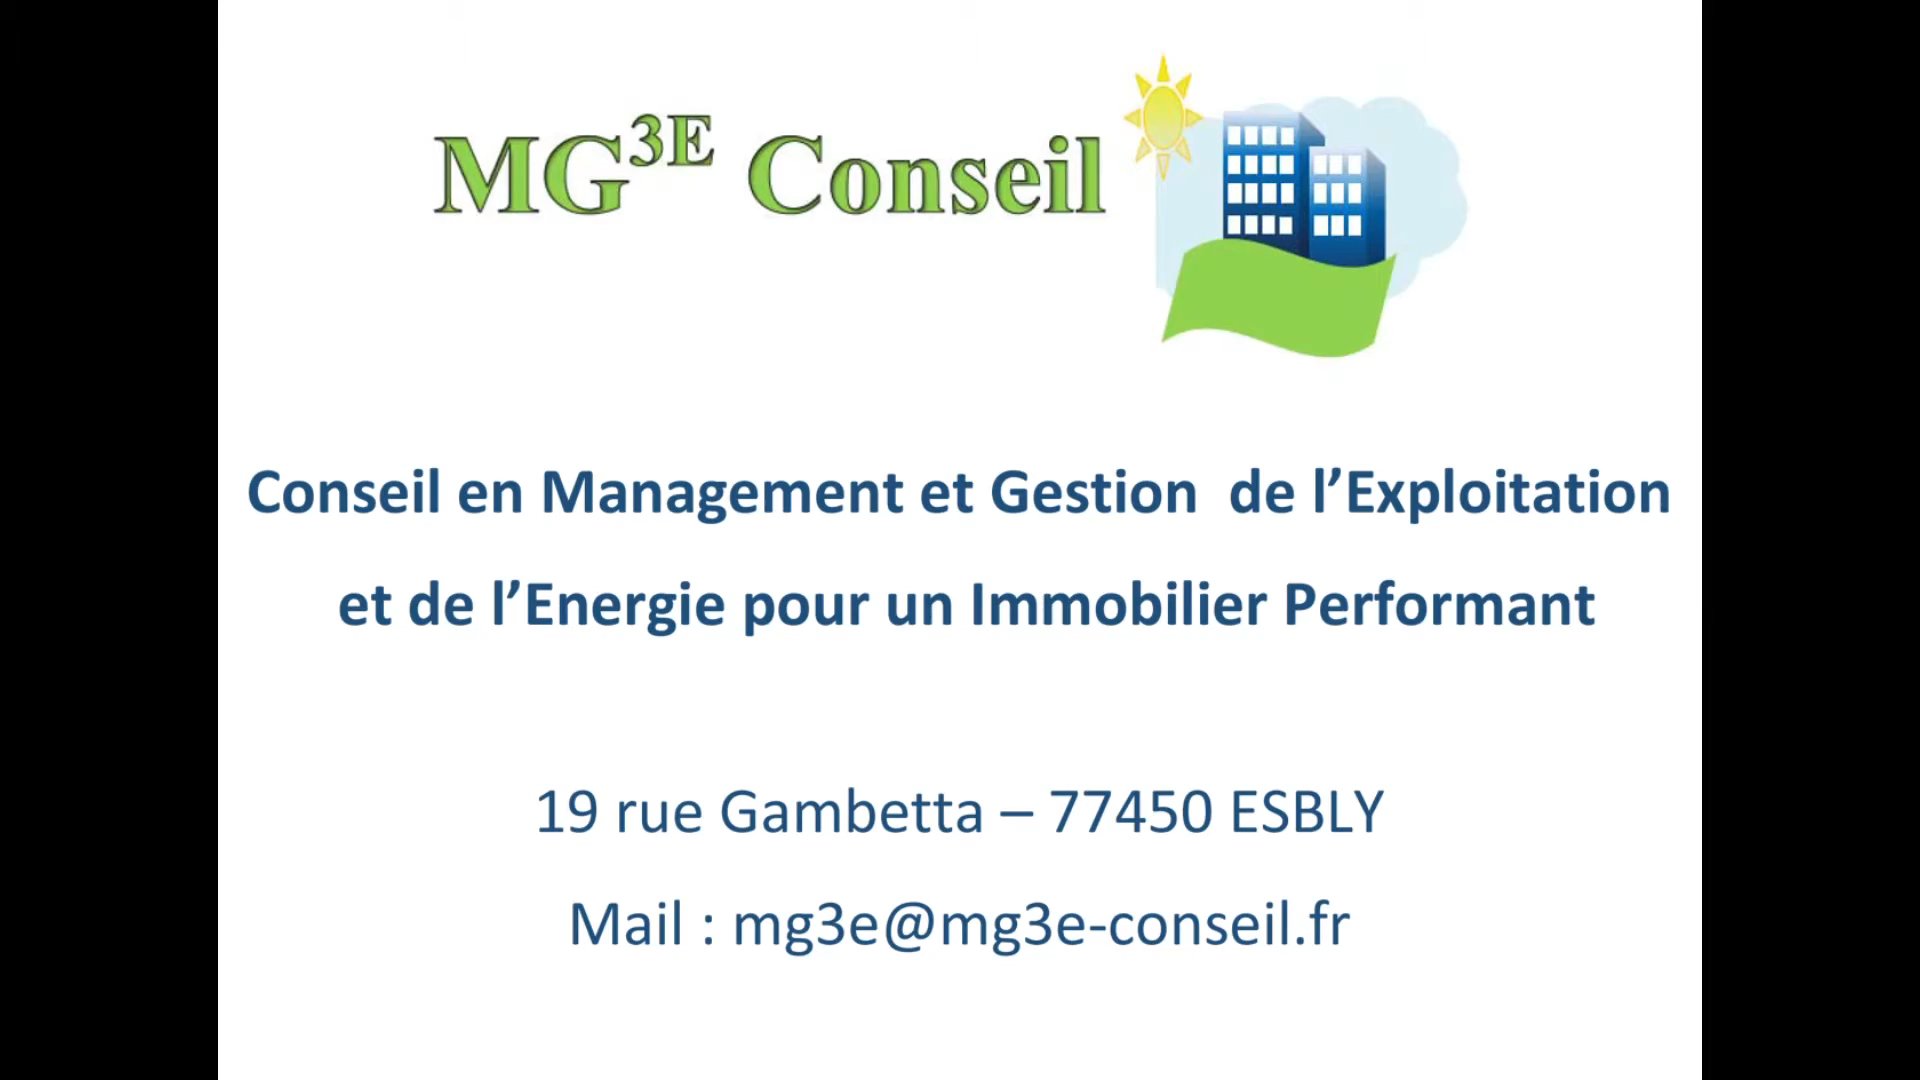 MG3E Conseil
Conseil en Management et Gestion  de l’Exploitation
et de l’Energie pour un Immobilier Performant
19 rue Gambetta – 77450 ESBLY
Mail : mg3e@mg3e-conseil.fr